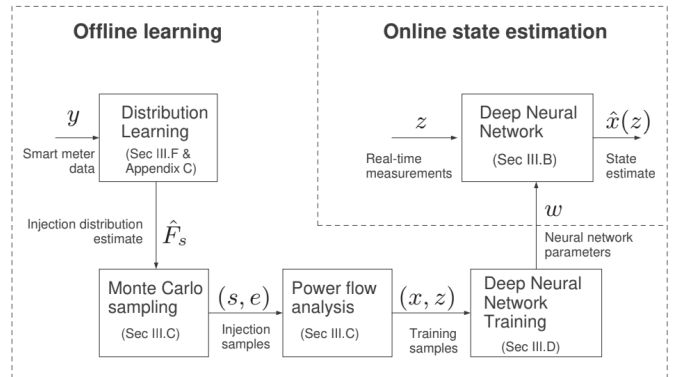 Offline learning
Online state estimation
y
Smart meter
data
Distribution
Learning
(Sec III.F &
Appendix C)
z
Real-time
measurements
Deep Neural
Network
(Sec III.B)
x̂(z)
State
estimate
Injection distribution
estimate
F̂_s
w
Neural network
parameters
Monte Carlo
sampling
(Sec III.C)
(s, e)
Injection
samples
Power flow
analysis
(Sec III.C)
(x, z)
Training
samples
Deep Neural
Network
Training
(Sec III.D)